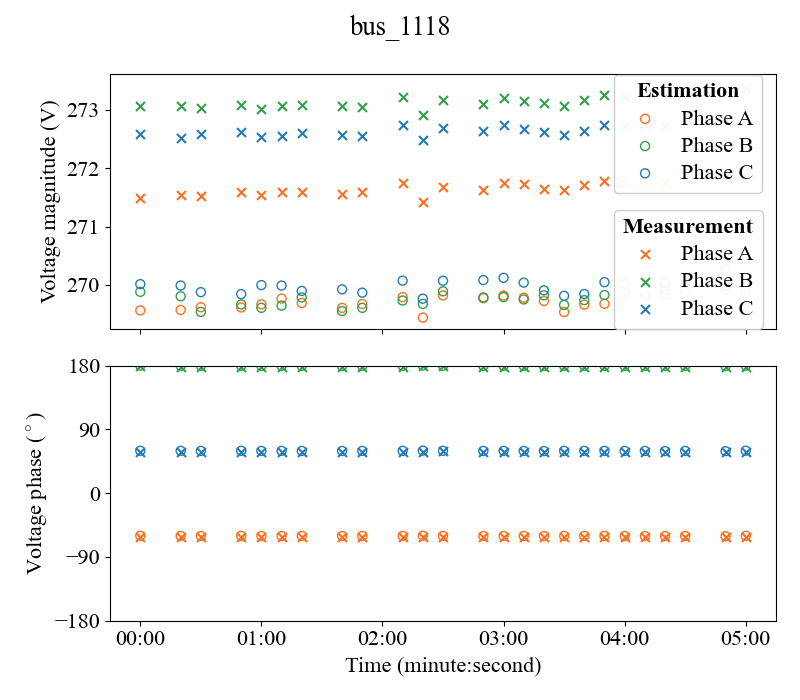 bus_1118
Voltage magnitude (V)
273
272
271
270
Estimation
Phase A
Phase B
Phase C
Measurement
Phase A
Phase B
Phase C
Voltage phase (°)
180
90
0
−90
−180
00:00 01:00 02:00 03:00 04:00 05:00
Time (minute:second)